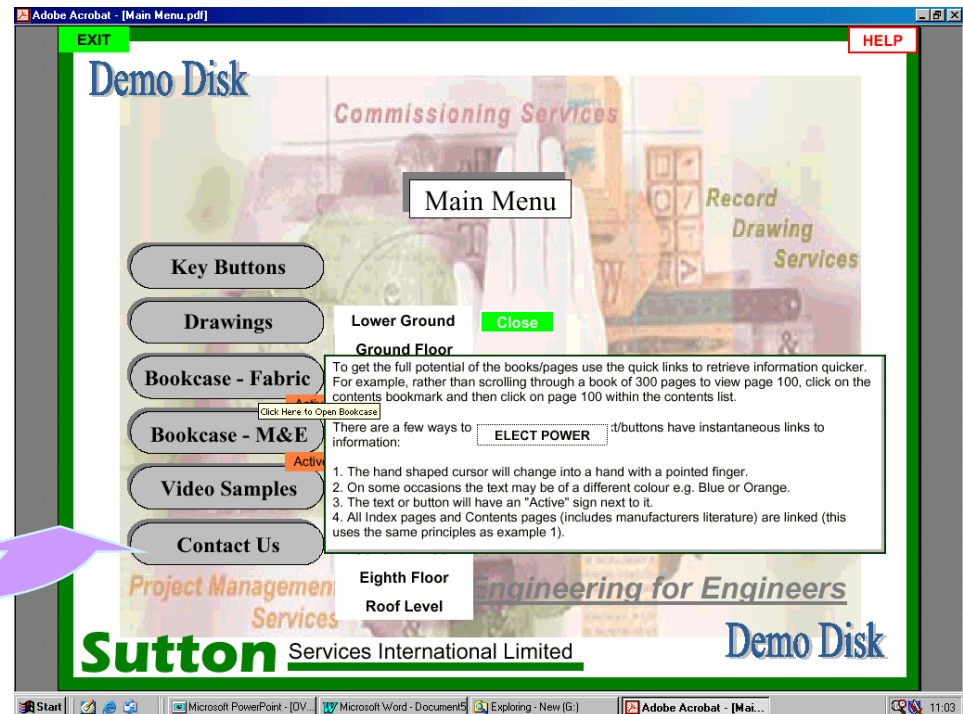 Adobe Acrobat - [Main Menu.pdf]
EXIT
HELP
Demo Disk
Commissioning Services
Main Menu
Record
Drawing
Services
Key Buttons
Drawings
Lower Ground
Close
Ground Floor
Bookcase - Fabric
Click Here to Open Bookcase
Bookcase - M&E
Active
Video Samples
Contact Us
To get the full potential of the books/pages use the quick links to retrieve information quicker.
For example, rather than scrolling through a book of 300 pages to view page 100, click on the
contents bookmark and then click on page 100 within the contents list.
There are a few ways to
ELECT POWER
:t/buttons have instantaneous links to
information:
1. The hand shaped cursor will change into a hand with a pointed finger.
2. On some occasions the text may be of a different colour e.g. Blue or Orange.
3. The text or button will have an "Active" sign next to it.
4. All Index pages and Contents pages (includes manufacturers literature) are linked (this
uses the same principles as example 1).
Eighth Floor
Roof Level
Project Managemen
Services
Engineering for Engineers
Sutton Services International Limited
Demo Disk
Start
Microsoft PowerPoint - [OV...
Microsoft Word - Document5
Exploring - New (G:)
Adobe Acrobat - [Mai...
11:03